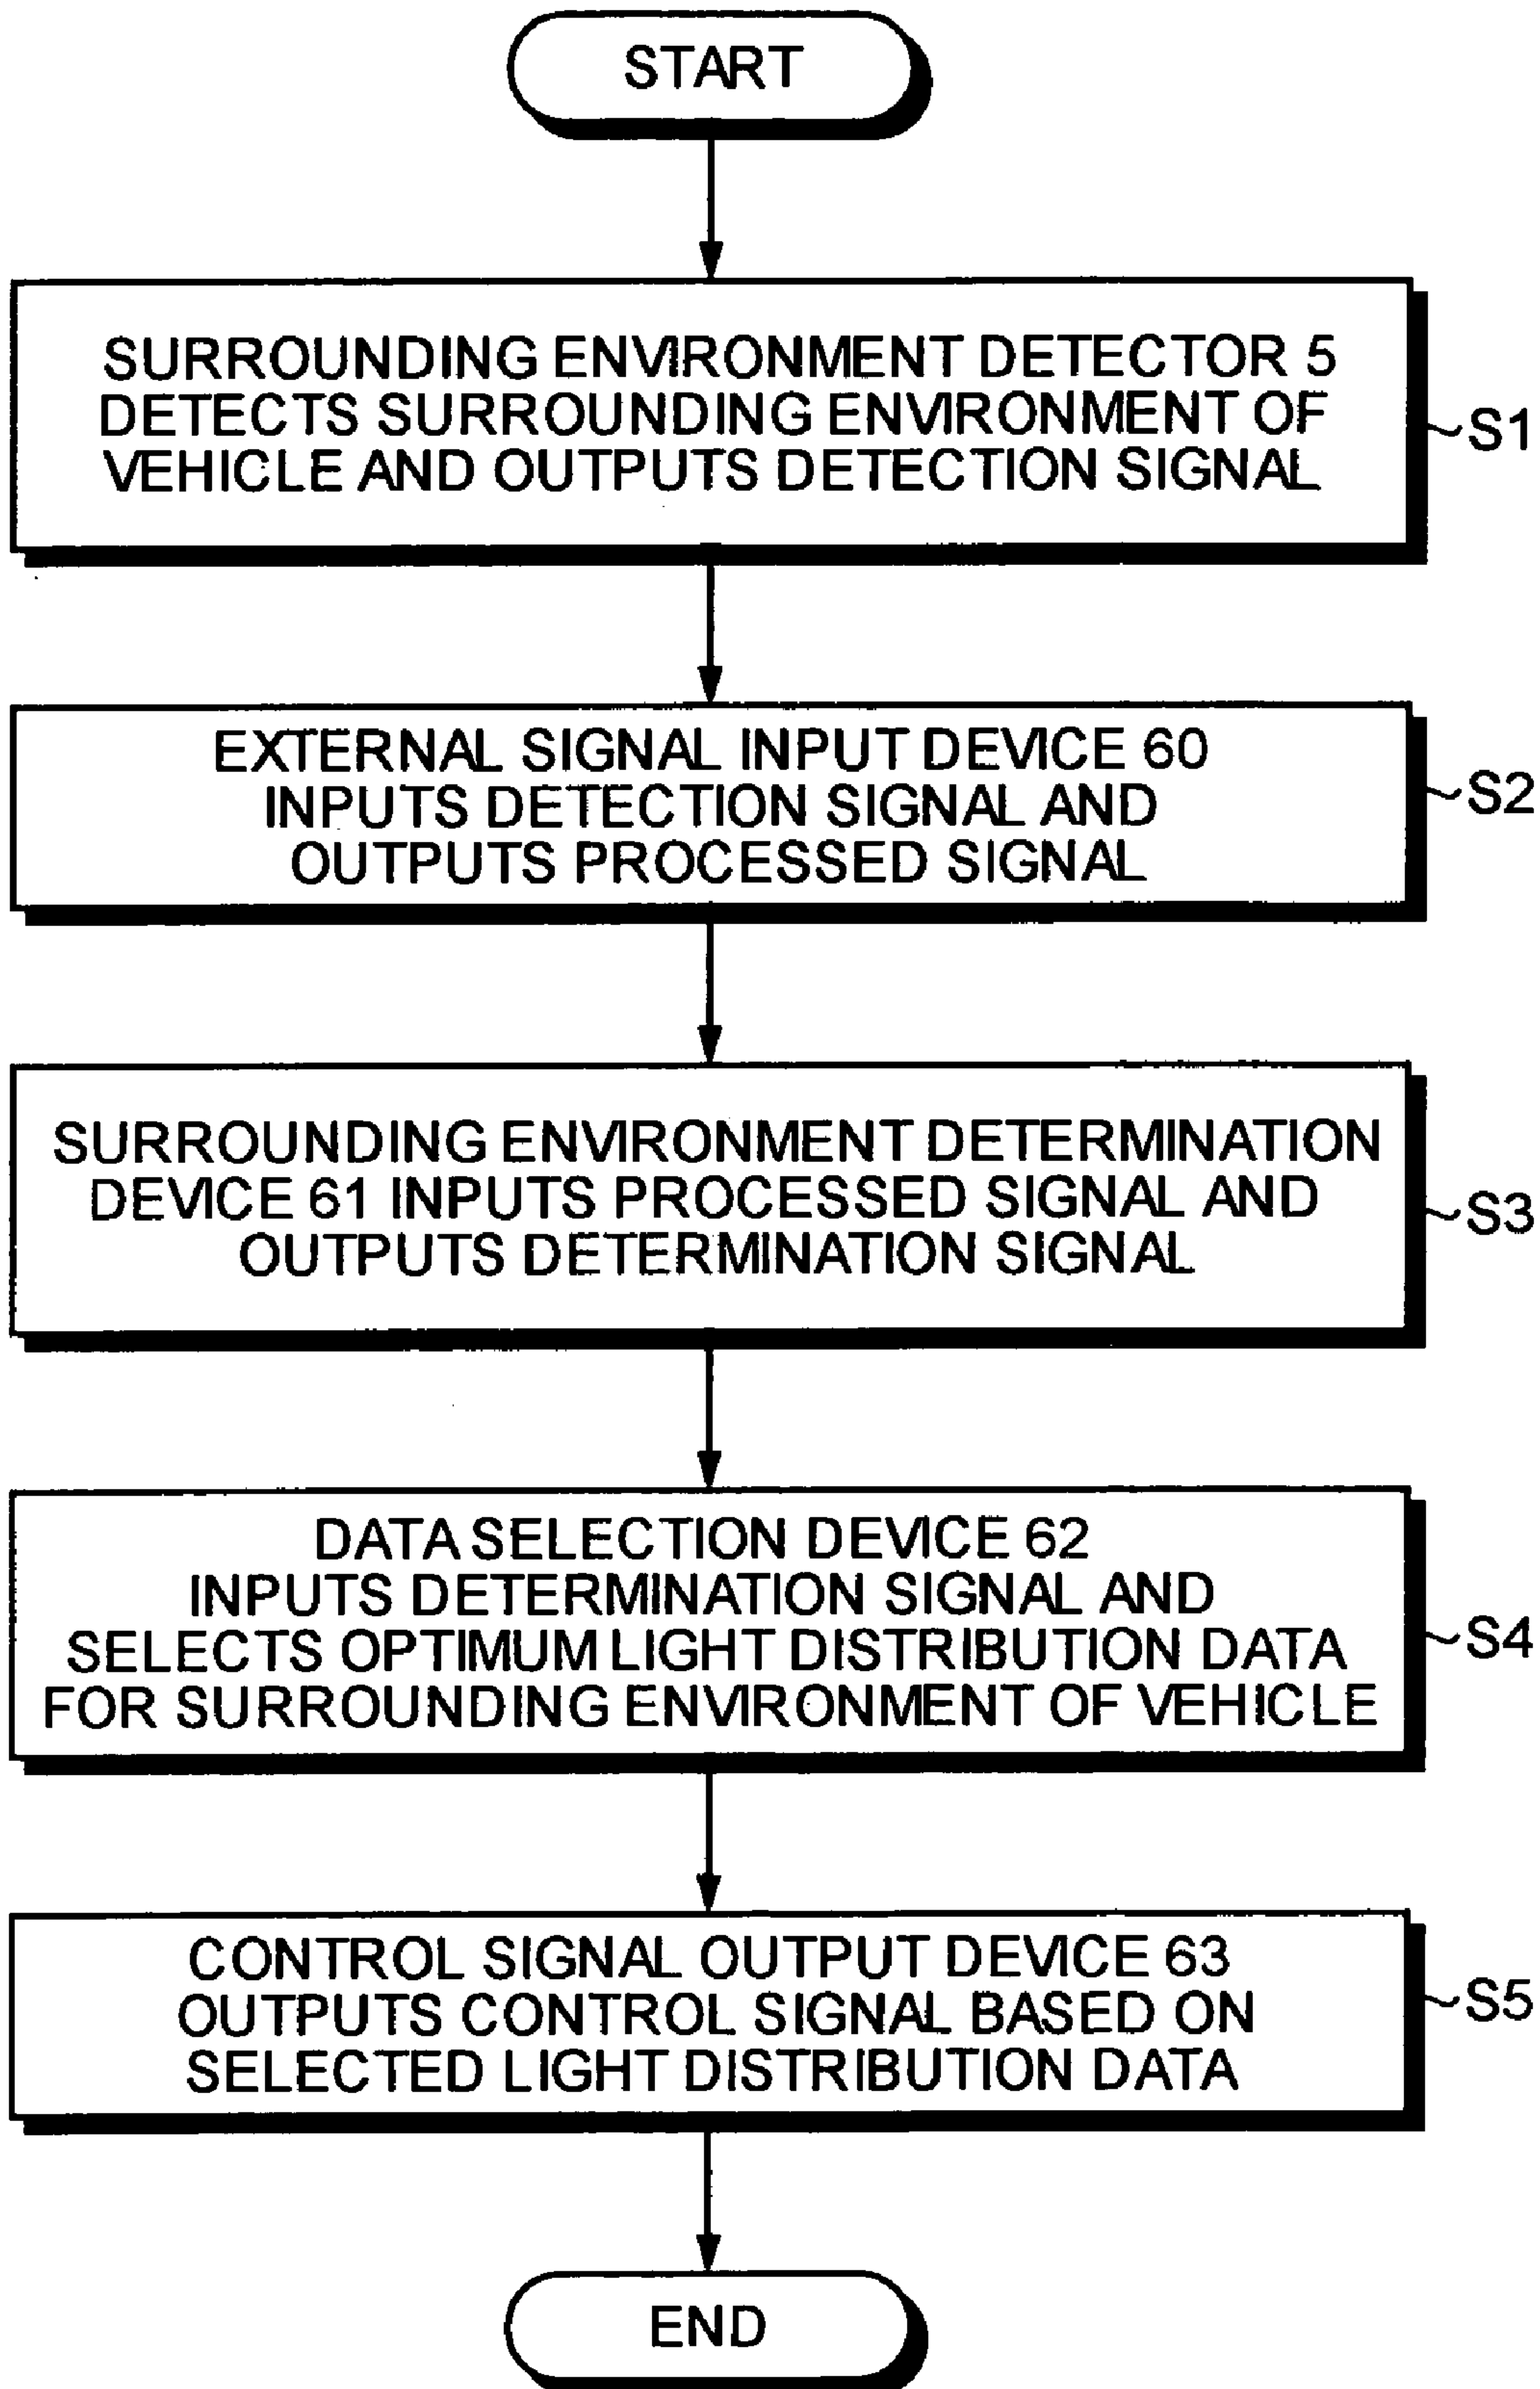 START
SURROUNDING ENVIRONMENT DETECTOR 5
DETECTS SURROUNDING ENVIRONMENT OF
VEHICLE AND OUTPUTS DETECTION SIGNAL
S1
EXTERNAL SIGNAL INPUT DEVICE 60
INPUTS DETECTION SIGNAL AND
OUTPUTS PROCESSED SIGNAL
S2
SURROUNDING ENVIRONMENT DETERMINATION
DEVICE 61 INPUTS PROCESSED SIGNAL AND
OUTPUTS DETERMINATION SIGNAL
S3
DATA SELECTION DEVICE 62
INPUTS DETERMINATION SIGNAL AND
SELECTS OPTIMUM LIGHT DISTRIBUTION DATA
FOR SURROUNDING ENVIRONMENT OF VEHICLE
S4
CONTROL SIGNAL OUTPUT DEVICE 63
OUTPUTS CONTROL SIGNAL BASED ON
SELECTED LIGHT DISTRIBUTION DATA
S5
END